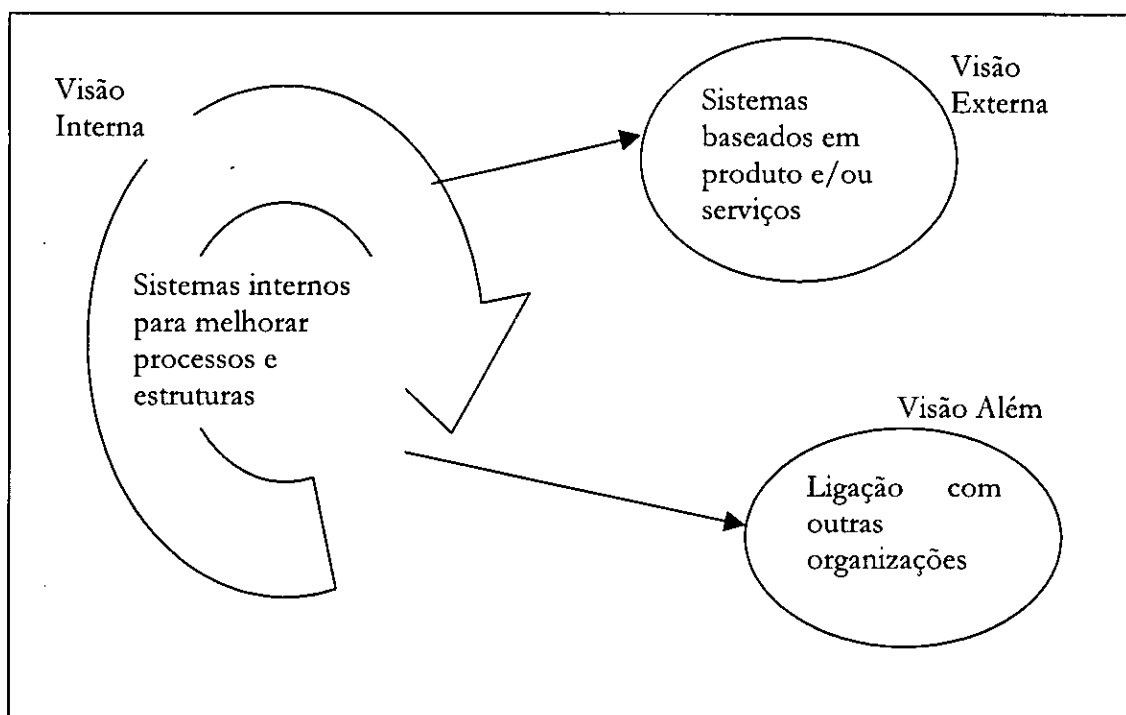 Visão
Interna
Sistemas internos
para melhorar
processos e
estruturas
Visão
Externa
Sistemas
baseados em
produto e/ou
serviços
Visão Além
Ligação com
outras
organizações